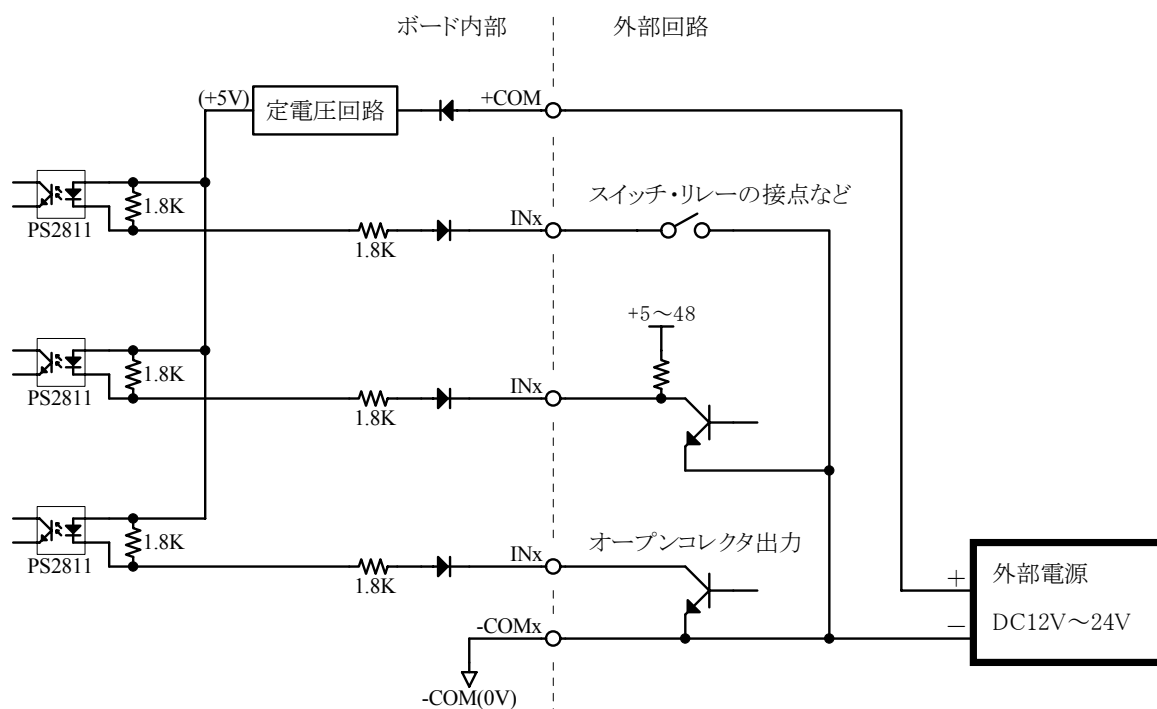 ボード内部
外部回路
(+5V)
定電圧回路
+COM
1.8K
PS2811
1.8K
INx
スイッチ・リレーの接点など
+5～48
1.8K
PS2811
1.8K
INx
1.8K
PS2811
1.8K
INx
オープンコレクタ出力
-COMx
-COM(0V)
+
外部電源
DC12V～24V
－